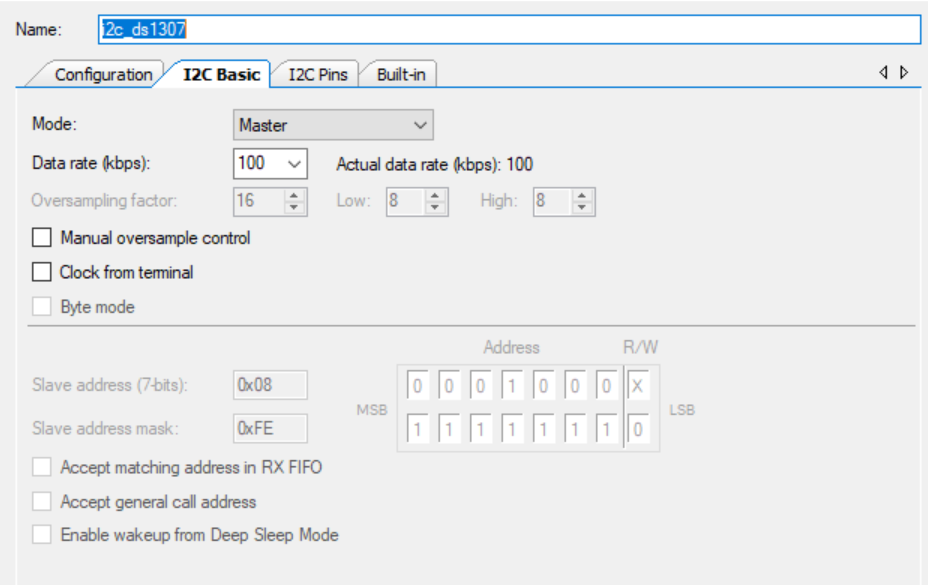 Name: i2c_ds1307
Configuration I2C Basic I2C Pins Built-in
Mode: Master
Data rate (kbps): 100 Actual data rate (kbps): 100
Oversampling factor: 16 Low: 8 High: 8
Manual oversample control
Clock from terminal
Byte mode
Address R/W
Slave address (7-bits): 0x08 MSB 0 0 0 1 0 0 0 X LSB
Slave address mask: 0xFE 1 1 1 1 1 1 1 0
Accept matching address in RX FIFO
Accept general call address
Enable wakeup from Deep Sleep Mode